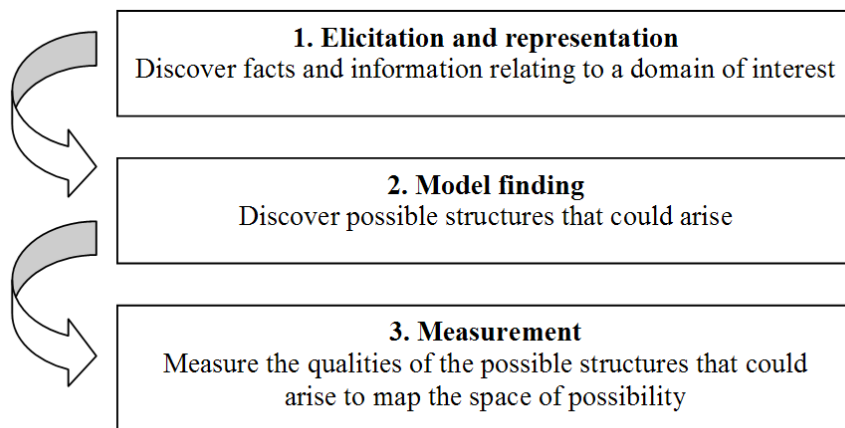 1. Elicitation and representation
Discover facts and information relating to a domain of interest
2. Model finding
Discover possible structures that could arise
3. Measurement
Measure the qualities of the possible structures that could
arise to map the space of possibility